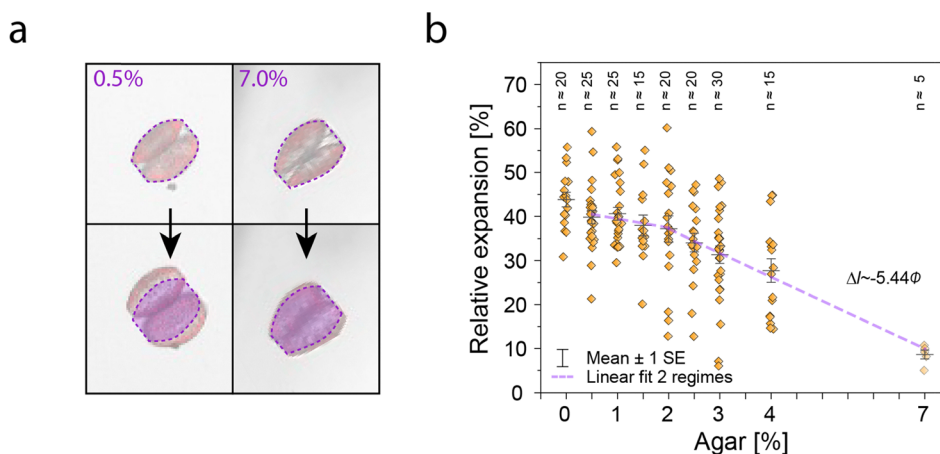 a
0.5%
7.0%
b
n ≈ 20
n ≈ 25
n ≈ 25
n ≈ 15
n ≈ 20
n ≈ 20
n ≈ 30
n ≈ 15
n ≈ 5
Relative expansion [%]
70
60
50
40
30
20
10
0
Δl~-5.44Φ
Mean ± 1 SE
Linear fit 2 regimes
0 1 2 3 4 7
Agar [%]